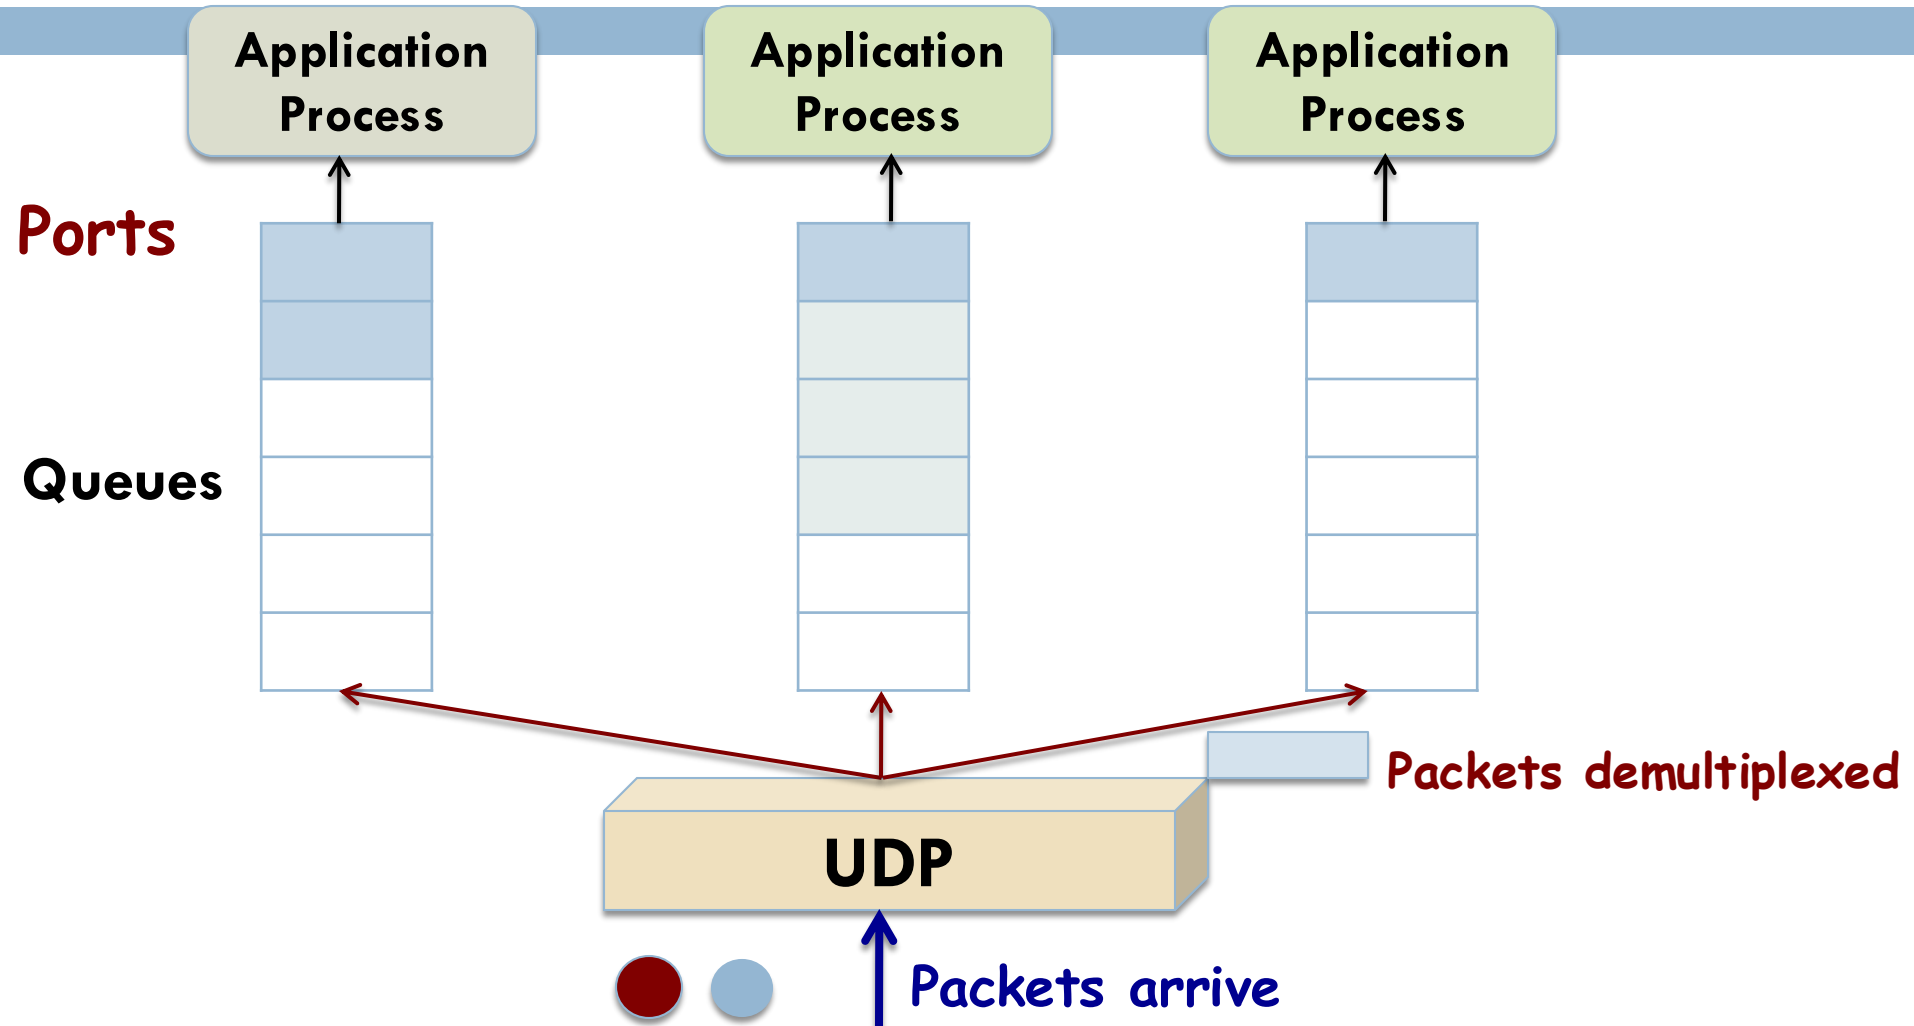 Application
Process
Application
Process
Application
Process
Ports
Queues
Packets demultiplexed
UDP
Packets arrive